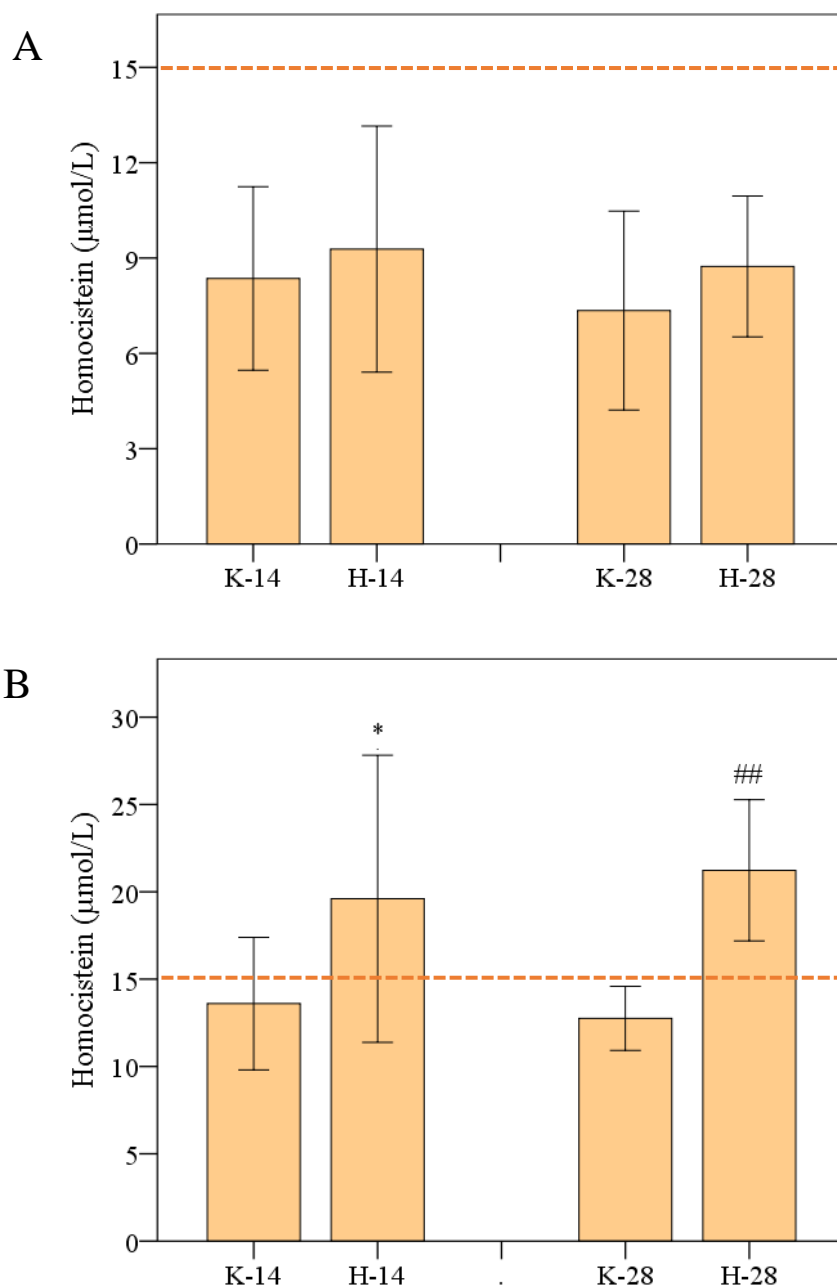 A
Homocistein (µmol/L)
15
12
9
6
3
0
K-14 H-14 K-28 H-28
B
Homocistein (µmol/L)
30
25
20
15
10
5
0
*
##
K-14 H-14 . K-28 H-28